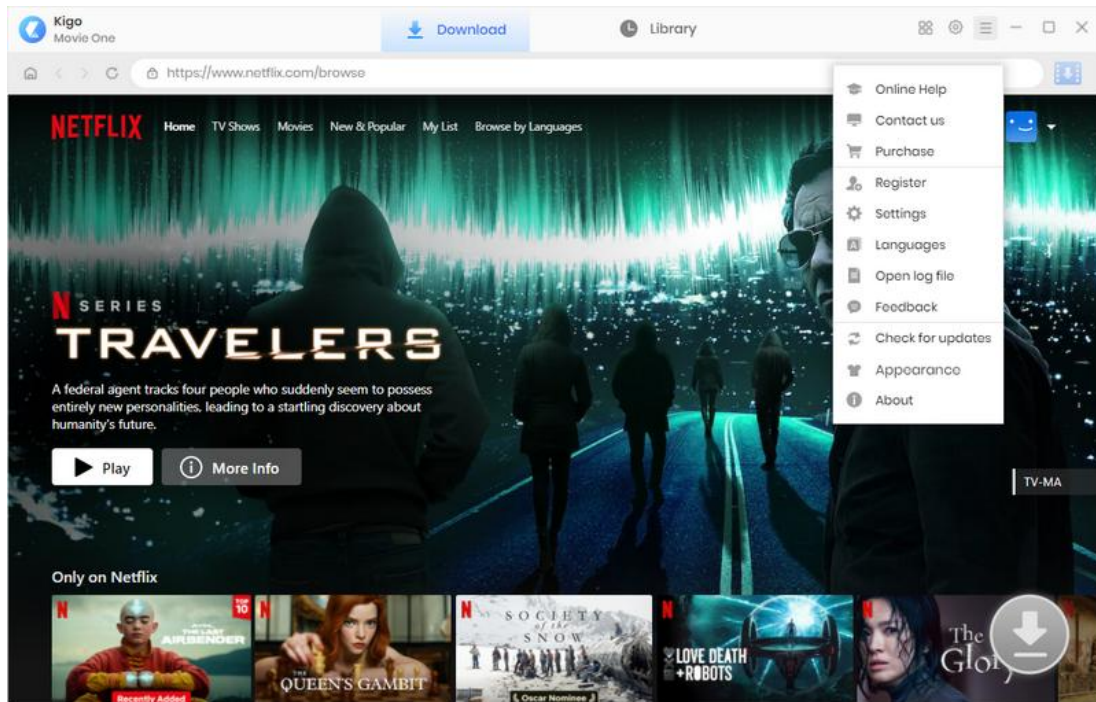 Kigo
Movie One
Download
Library
https://www.netflix.com/browse
Online Help
Contact us
Purchase
Register
Settings
Languages
Open log file
Feedback
Check for updates
Appearance
About
NETFLIX
Home TV Shows Movies New & Popular My List Browse by Languages
N SERIES
TRAVELERS
A federal agent tracks four people who suddenly seem to possess
entirely new personalities, leading to a startling discovery about
humanity's future.
Play
More Info
TV-MA
Only on Netflix
N
TOP
10
THE LAST
AIRBENDER
Recently Added
N
THE
QUEEN'S GAMBIT
N
SOCIETY
of the
SNOW
Oscar Nominee
N
LOVE DEATH
+ROBOTS
N
The
Glory